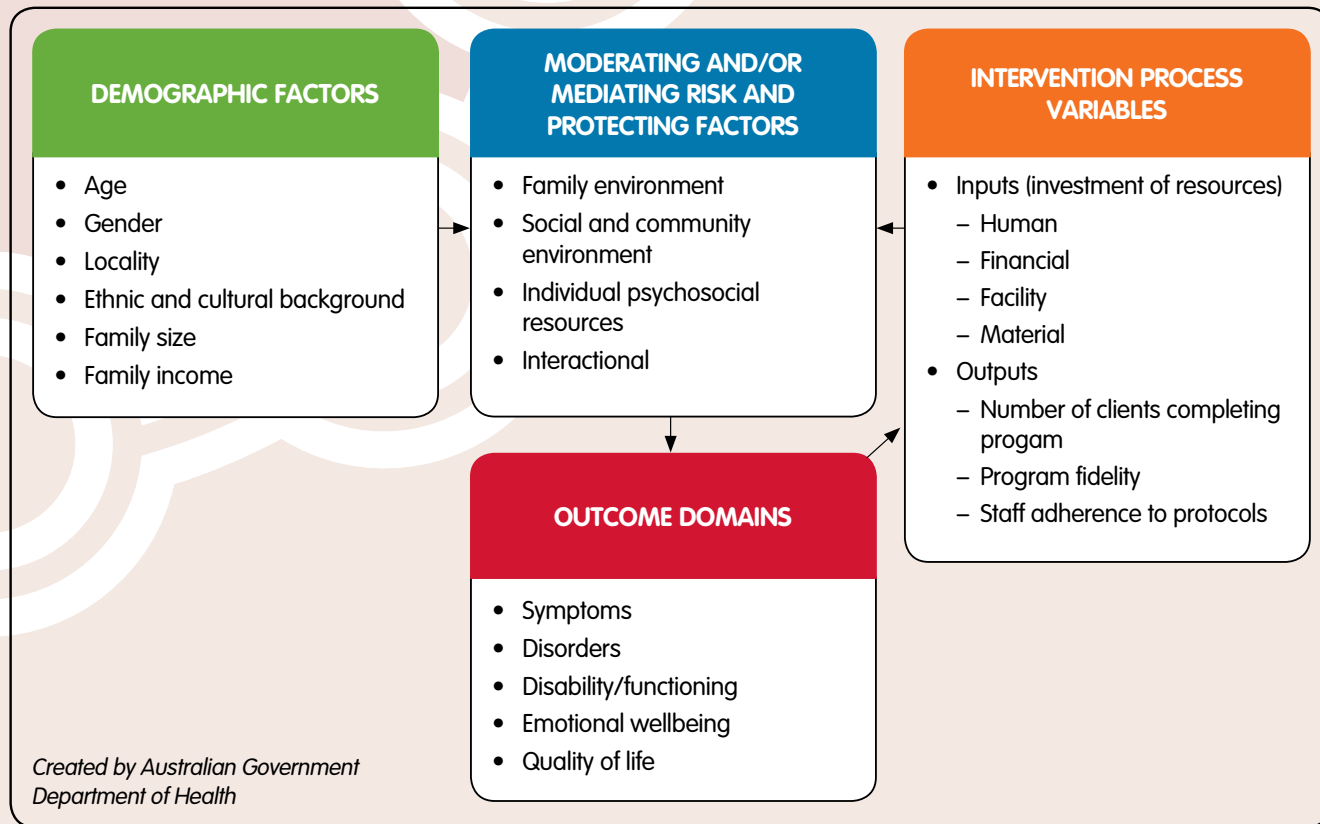 DEMOGRAPHIC FACTORS
• Age
• Gender
• Locality
• Ethnic and cultural background
• Family size
• Family income
MODERATING AND/OR
MEDIATING RISK AND
PROTECTING FACTORS
• Family environment
• Social and community
environment
• Individual psychosocial
resources
• Interactional
INTERVENTION PROCESS
VARIABLES
• Inputs (investment of resources)
– Human
– Financial
– Facility
– Material
• Outputs
– Number of clients completing
progam
– Program fidelity
– Staff adherence to protocols
OUTCOME DOMAINS
• Symptoms
• Disorders
• Disability/functioning
• Emotional wellbeing
• Quality of life
Created by Australian Government
Department of Health